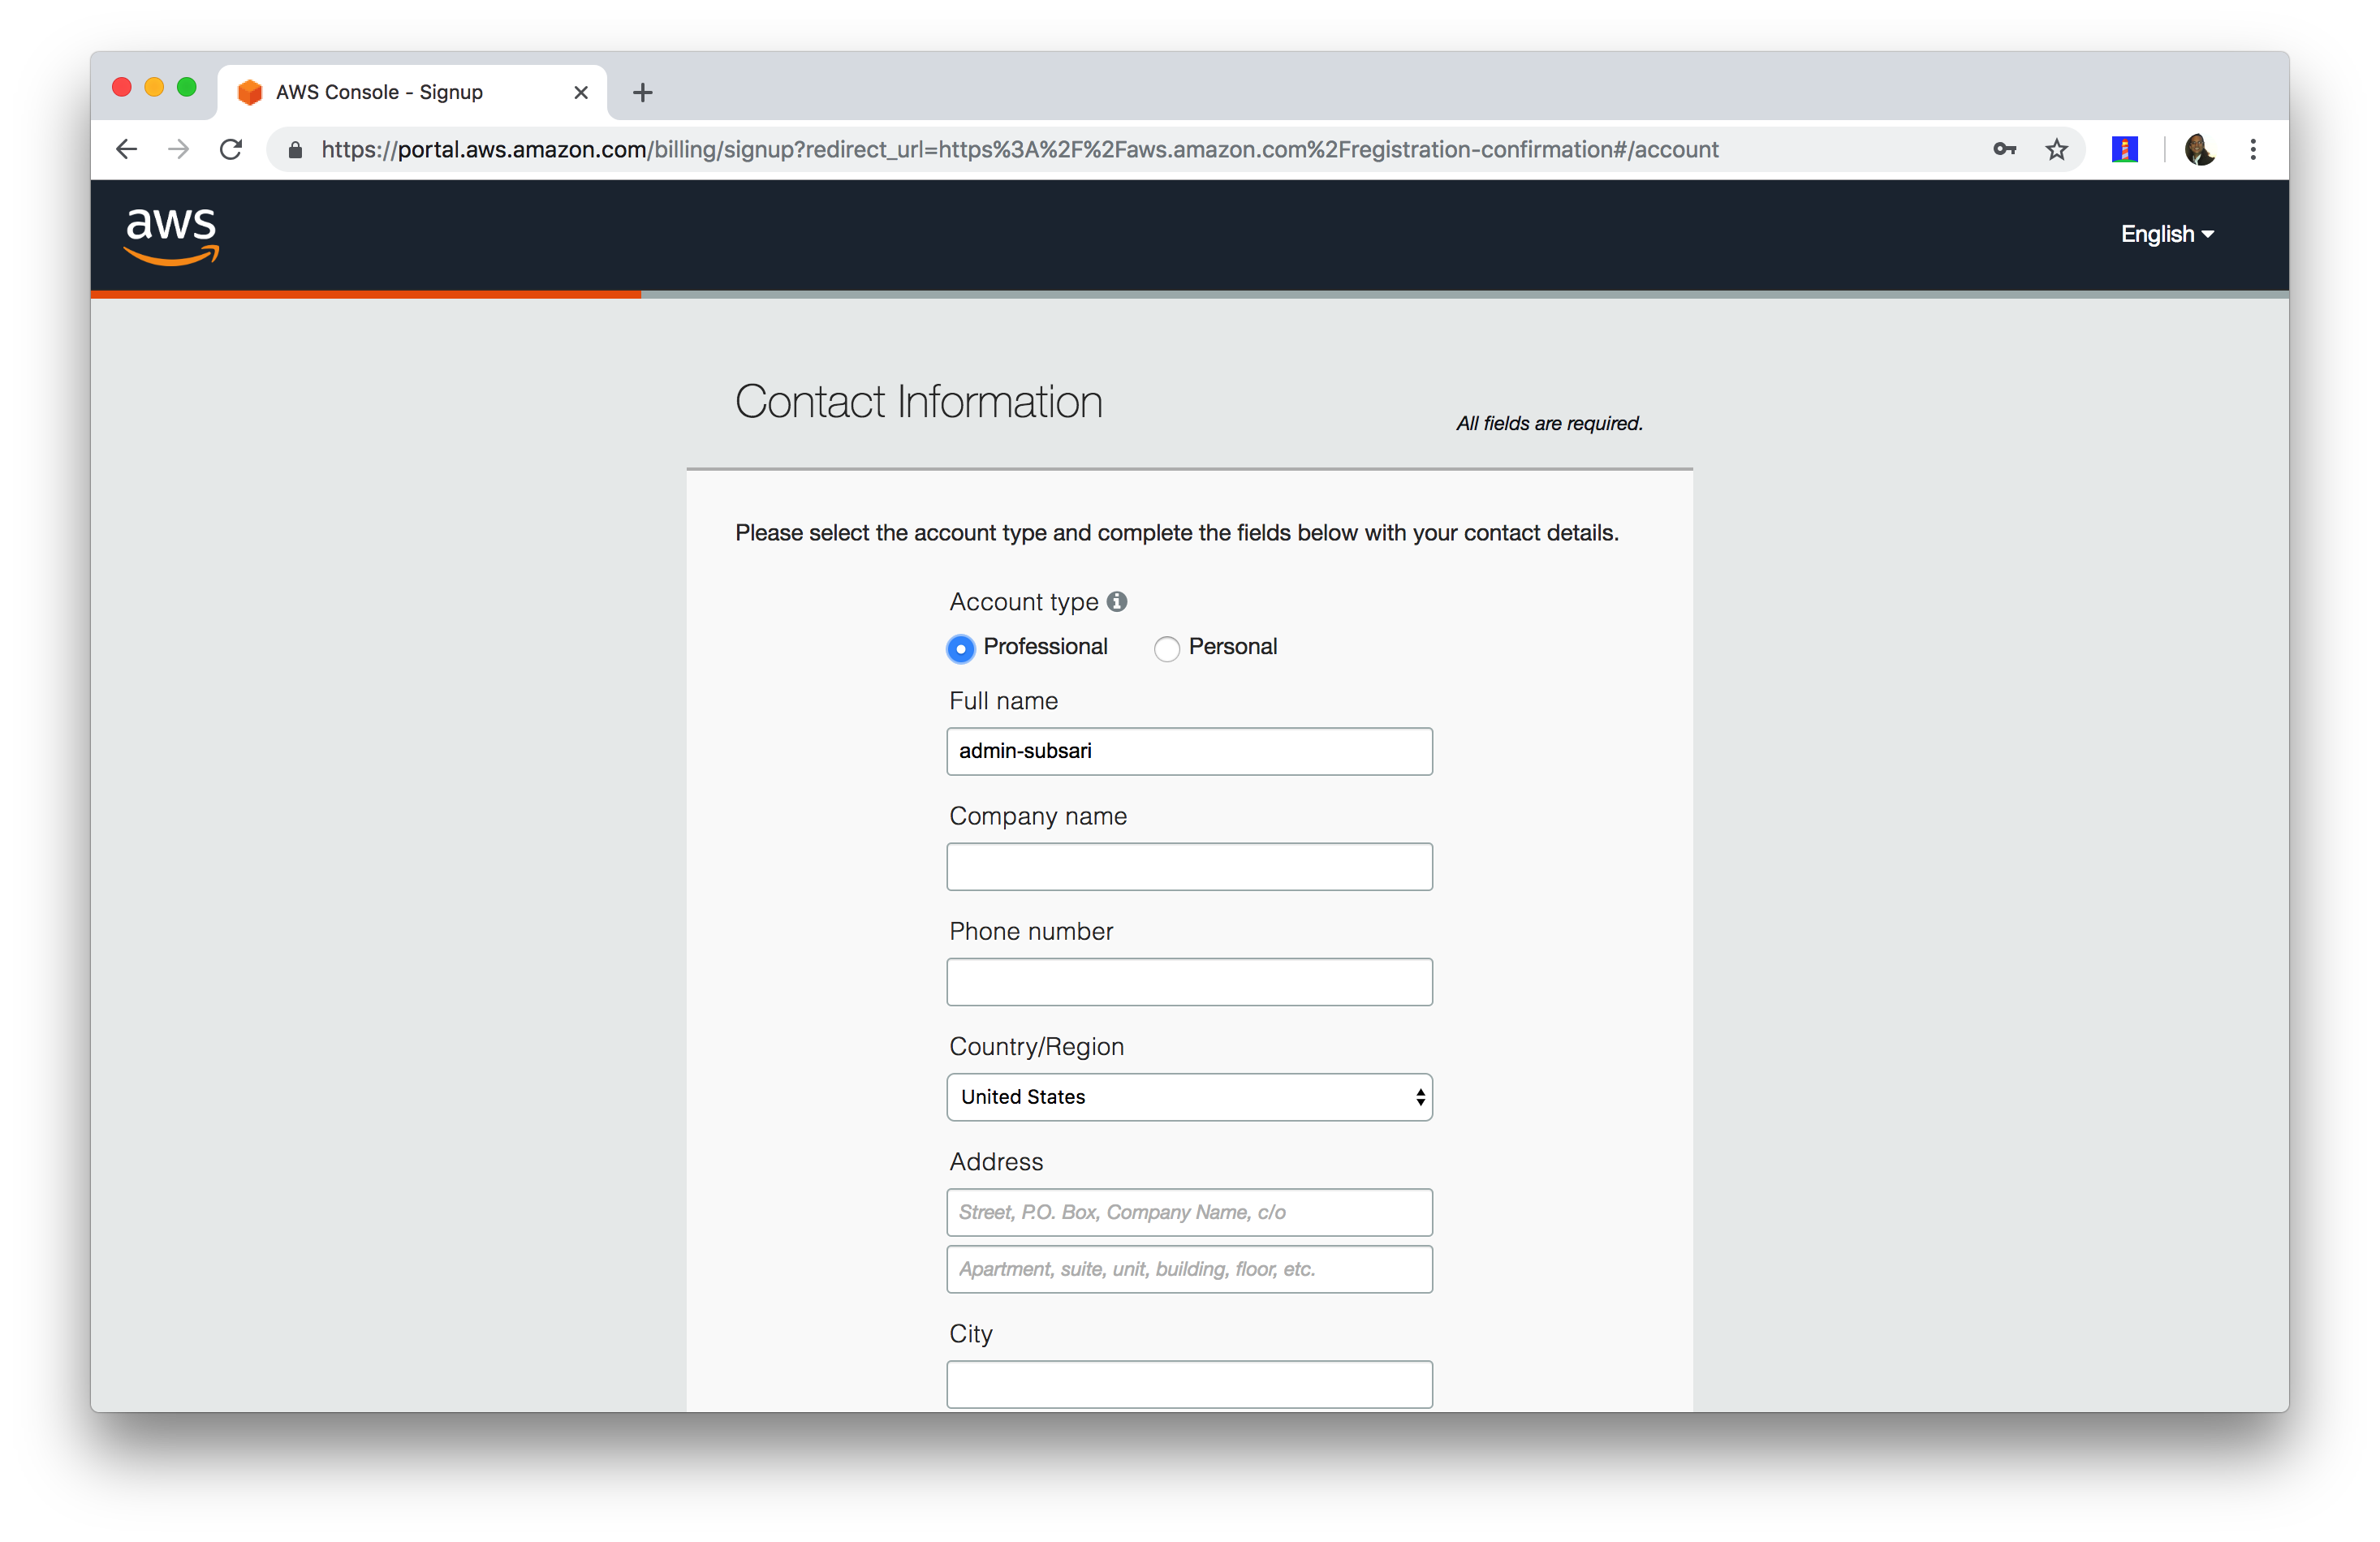 AWS Console - Signup
https://portal.aws.amazon.com/billing/signup?redirect_url=https%3A%2F%2Faws.amazon.com%2Fregistration-confirmation#/account
aws
English
Contact Information
All fields are required.
Please select the account type and complete the fields below with your contact details.
Account type
Professional Personal
Full name
admin-subsari
Company name
Phone number
Country/Region
United States
Address
Street, P.O. Box, Company Name, c/o
Apartment, suite, unit, building, floor, etc.
City